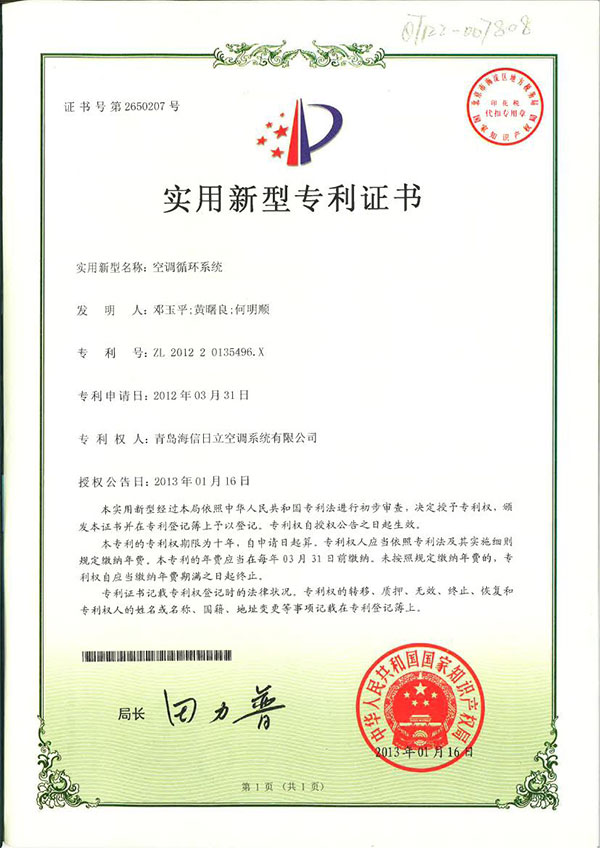 证书号第2650207号
北京市海淀区地方税务局
印花税
代扣专用章
国家知识产权局
实用新型专利证书
实用新型名称：空调循环系统
发明人：邓玉平;黄曙良;何明顺
专利号：ZL 2012 2 0135496.X
专利申请日：2012年03月31日
专利权人：青岛海信日立空调系统有限公司
授权公告日：2013年01月16日
本实用新型经过本局依照中华人民共和国专利法进行初步审查，决定授予专利权，颁
发本证书并在专利登记簿上予以登记。专利权自授权公告之日起生效。
本专利的专利权期限为十年，自申请日起算。专利权人应当依照专利法及其实施细则
规定缴纳年费。本专利的年费应当在每年03月31日前缴纳。未按照规定缴纳年费的，专
利权自应当缴纳年费期满之日起终止。
专利证书记载专利权登记时的法律状况。专利权的转移、质押、无效、终止、恢复和
专利权人的姓名或名称、国籍、地址变更等事项记载在专利登记簿上。
局长
田力普
中华人民共和国国家知识产权局
2013年01月16日
第1页（共1页）